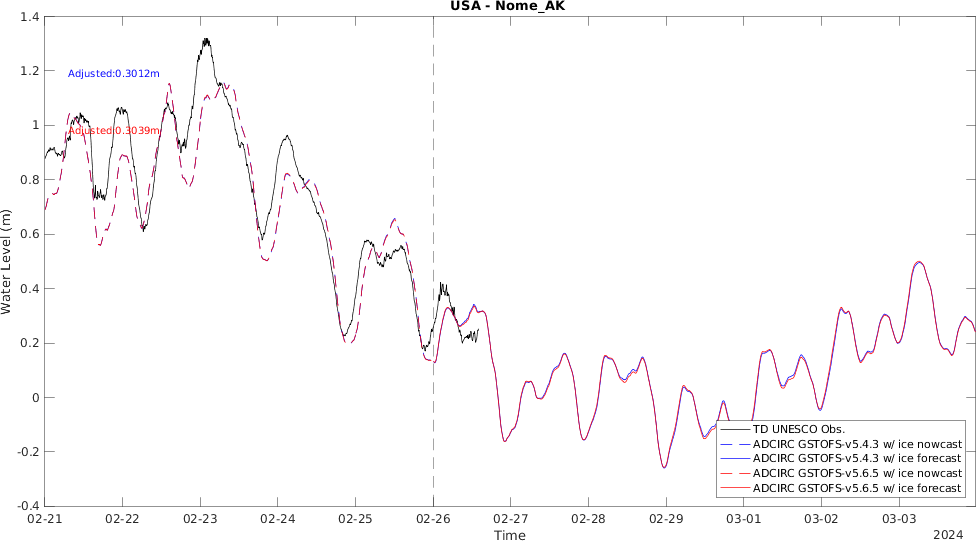 USA - Nome_AK
1.4
1.2
1
0.8
0.6
0.4
0.2
0
-0.2
-0.4
Water Level (m)
Adjusted:0.3012m
Adjusted:0.3039m
TD UNESCO Obs.
ADCIRC GSTOFS-v5.4.3 w/ ice nowcast
ADCIRC GSTOFS-v5.4.3 w/ ice forecast
ADCIRC GSTOFS-v5.6.5 w/ ice nowcast
ADCIRC GSTOFS-v5.6.5 w/ ice forecast
02-21 02-22 02-23 02-24 02-25 02-26 02-27 02-28 02-29 03-01 03-02 03-03
Time
2024